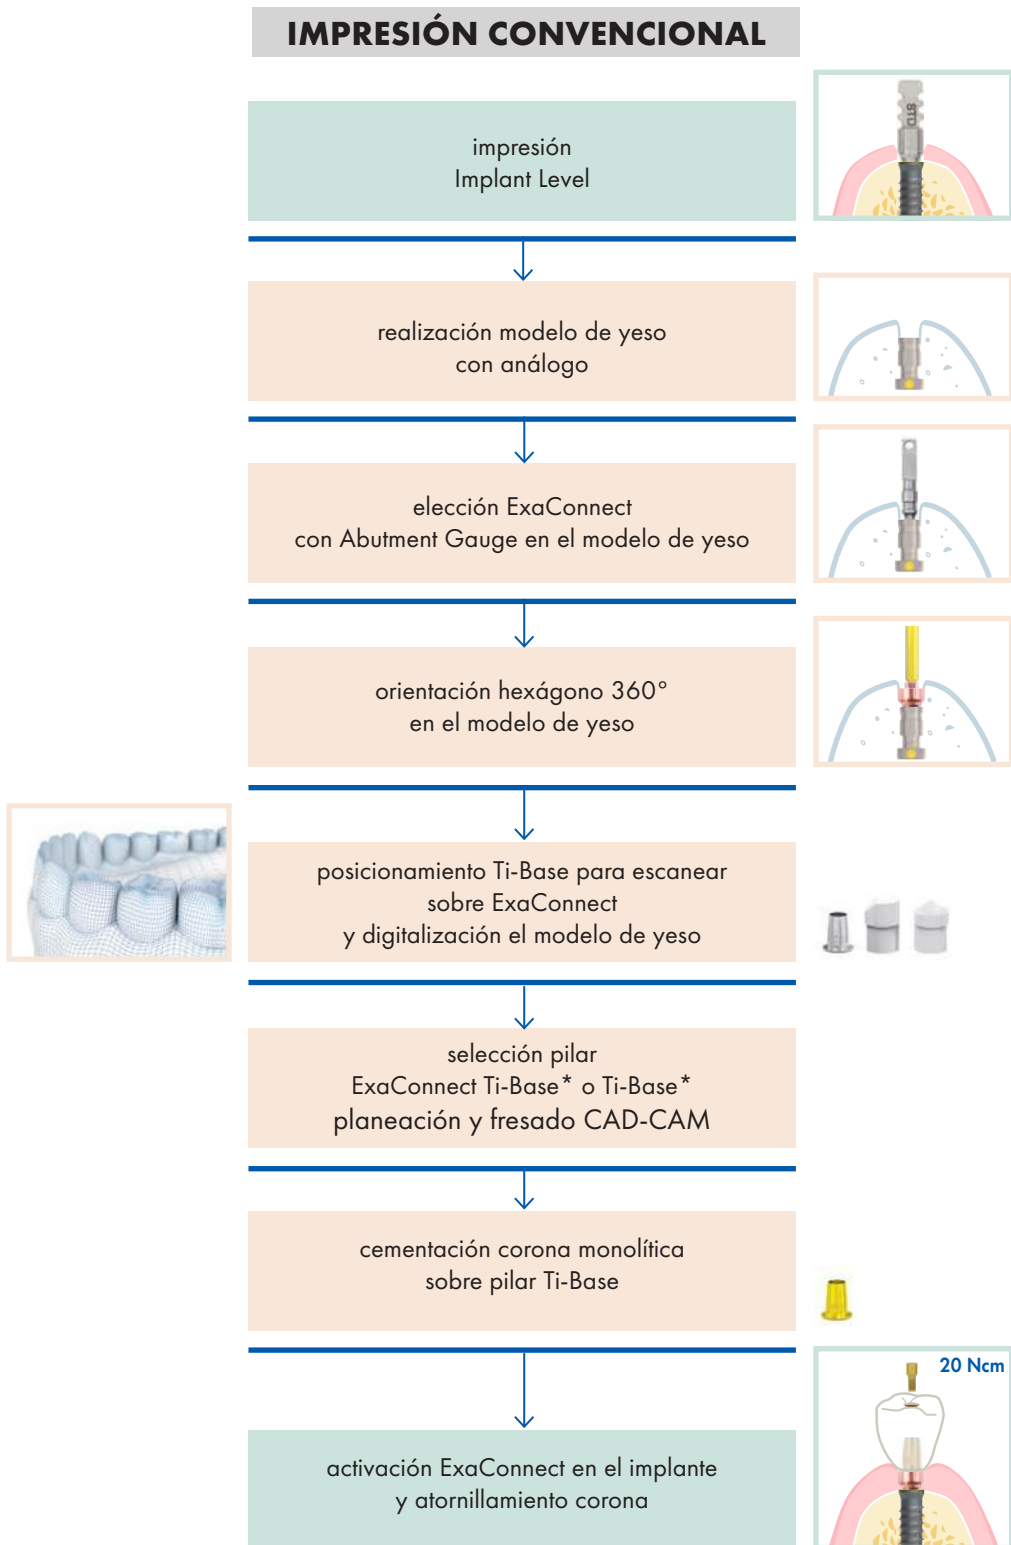 IMPRESIÓN CONVENCIONAL
impresión
Implant Level
STD
realización modelo de yeso
con análogo
elección ExaConnect
con Abutment Gauge en el modelo de yeso
orientación hexágono 360°
en el modelo de yeso
posicionamiento Ti-Base para escanear
sobre ExaConnect
y digitalización el modelo de yeso
selección pilar
ExaConnect Ti-Base* o Ti-Base*
planeación y fresado CAD-CAM
cementación corona monolítica
sobre pilar Ti-Base
20 Ncm
activación ExaConnect en el implante
y atornillamiento corona